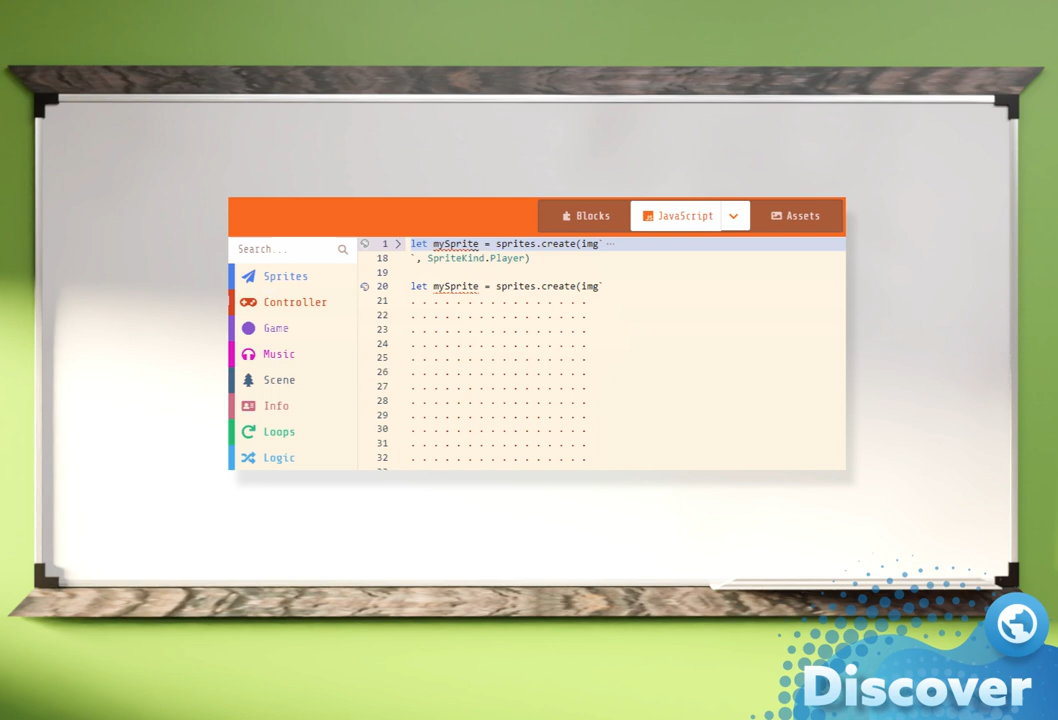 Blocks
JavaScript
Assets
Search...
Sprites
Controller
Game
Music
Scene
Info
Loops
Logic
1 let mySprite = sprites.create(img` ···
18 `, SpriteKind.Player)
19
20 let mySprite = sprites.create(img`
21 . . . . . . . . . . . . . . . .
22 . . . . . . . . . . . . . . . .
23 . . . . . . . . . . . . . . . .
24 . . . . . . . . . . . . . . . .
25 . . . . . . . . . . . . . . . .
26 . . . . . . . . . . . . . . . .
27 . . . . . . . . . . . . . . . .
28 . . . . . . . . . . . . . . . .
29 . . . . . . . . . . . . . . . .
30 . . . . . . . . . . . . . . . .
31 . . . . . . . . . . . . . . . .
32 . . . . . . . . . . . . . . . .
Discover